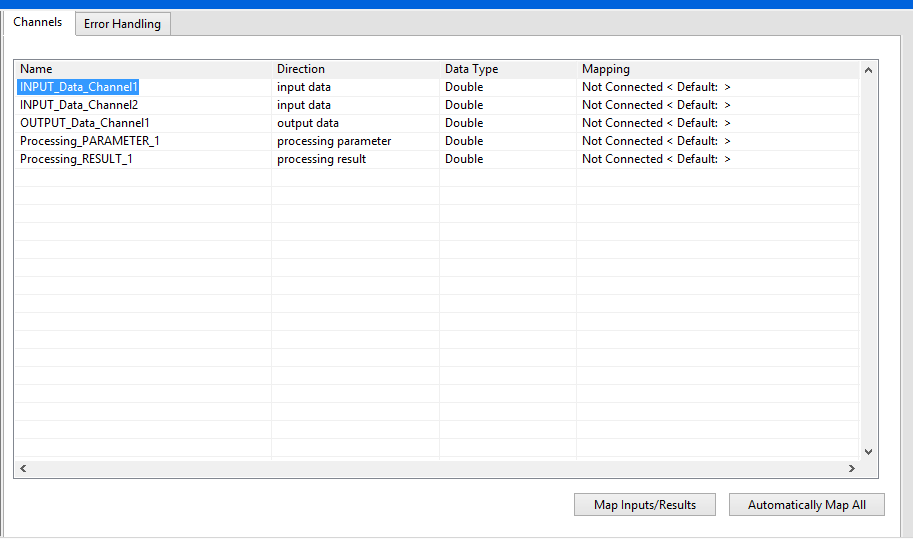 Channels Error Handling
Name Direction Data Type Mapping
INPUT_Data_Channel1 input data Double Not Connected < Default:  >
INPUT_Data_Channel2 input data Double Not Connected < Default:  >
OUTPUT_Data_Channel1 output data Double Not Connected < Default:  >
Processing_PARAMETER_1 processing parameter Double Not Connected < Default:  >
Processing_RESULT_1 processing result Double Not Connected < Default:  >
Map Inputs/Results Automatically Map All